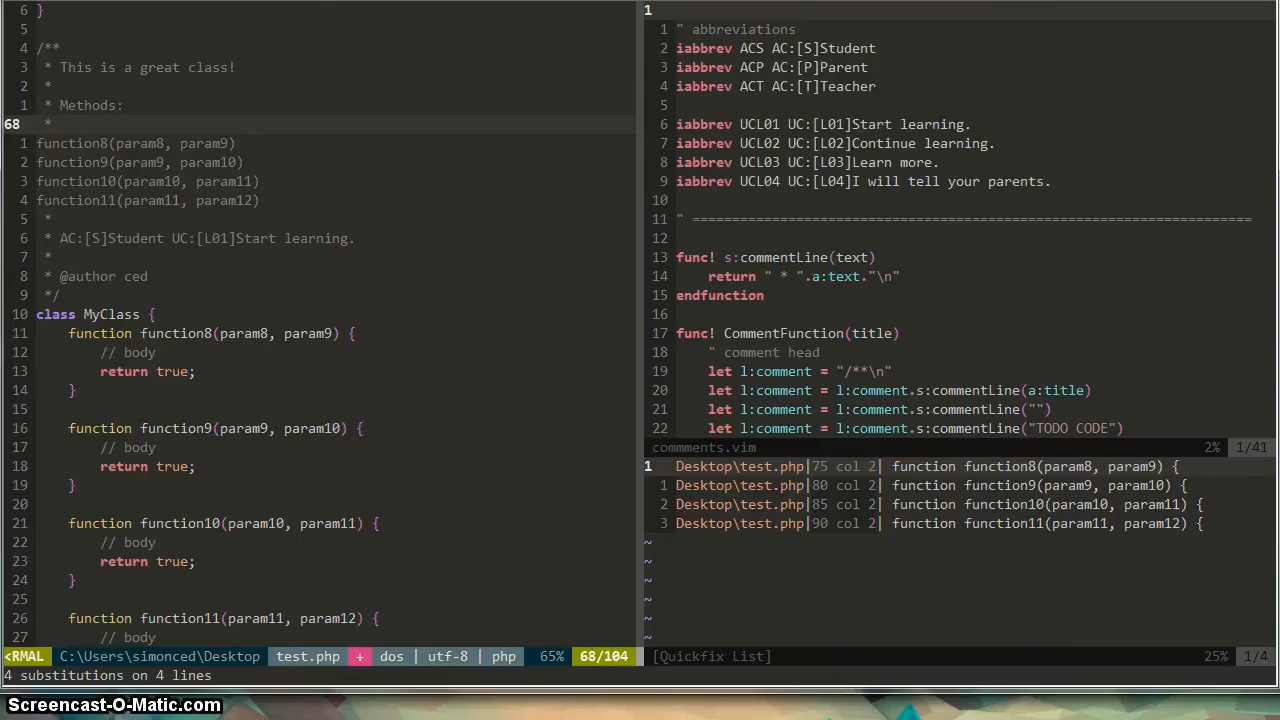 6 }
5
4 /**
3  * This is a great class!
2  *
1  * Methods:
68  *
1 function8(param8, param9)
2 function9(param9, param10)
3 function10(param10, param11)
4 function11(param11, param12)
5  *
6  * AC:[S]Student UC:[L01]Start learning.
7  *
8  * @author ced
9  */
10 class MyClass {
11     function function8(param8, param9) {
12         // body
13         return true;
14     }
15
16     function function9(param9, param10) {
17         // body
18         return true;
19     }
20
21     function function10(param10, param11) {
22         // body
23         return true;
24     }
25
26     function function11(param11, param12) {
27         // body
<RMAL C:\Users\simonced\Desktop test.php + dos | utf-8 | php 65% 68/104
4 substitutions on 4 lines
1
1 " abbreviations
2 iabbrev ACS AC:[S]Student
3 iabbrev ACP AC:[P]Parent
4 iabbrev ACT AC:[T]Teacher
5
6 iabbrev UCL01 UC:[L01]Start learning.
7 iabbrev UCL02 UC:[L02]Continue learning.
8 iabbrev UCL03 UC:[L03]Learn more.
9 iabbrev UCL04 UC:[L04]I will tell your parents.
10
11 " ======================================================================
12
13 func! s:commentLine(text)
14     return " * ".a:text."\n"
15 endfunction
16
17 func! CommentFunction(title)
18     " comment head
19     let l:comment = "/**\n"
20     let l:comment = l:comment.s:commentLine(a:title)
21     let l:comment = l:comment.s:commentLine("")
22     let l:comment = l:comment.s:commentLine("TODO CODE")
commments.vim 2% 1/41
1 Desktop\test.php|75 col 2| function function8(param8, param9) {
1 Desktop\test.php|80 col 2| function function9(param9, param10) {
2 Desktop\test.php|85 col 2| function function10(param10, param11) {
3 Desktop\test.php|90 col 2| function function11(param11, param12) {
~
~
~
~
~
~
[Quickfix List] 25% 1/4
Screencast-O-Matic.com